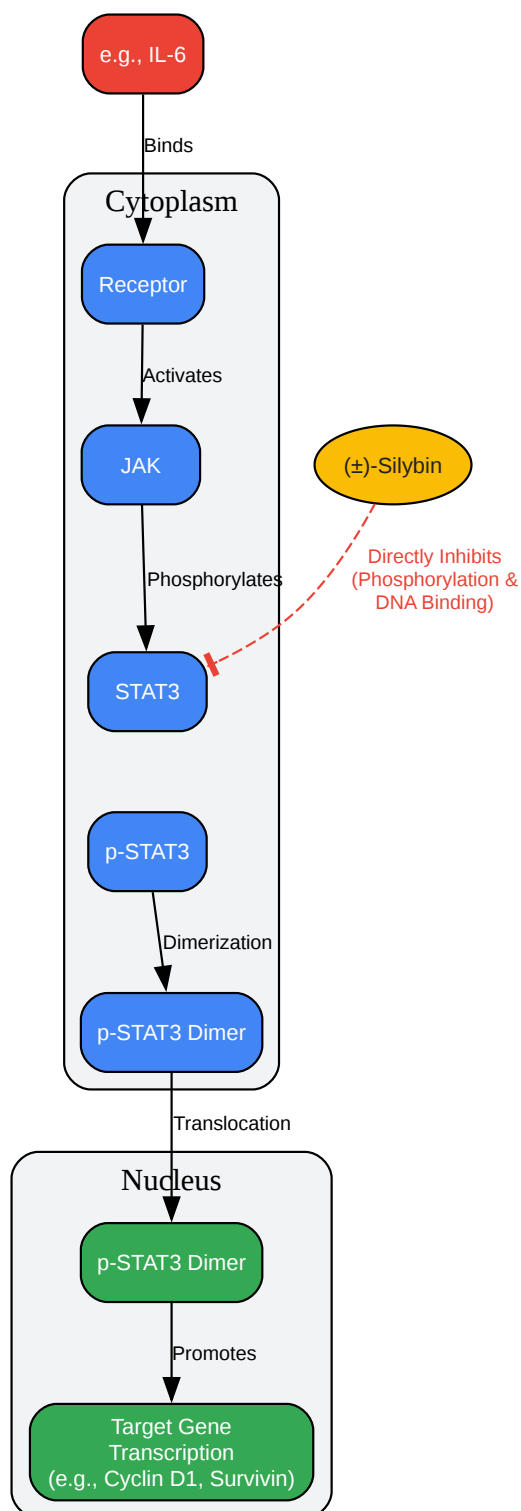 e.g., IL-6
Binds
Cytoplasm
Receptor
Activates
JAK
(±)-Silybin
Directly Inhibits
(Phosphorylation &
DNA Binding)
Phosphorylates
STAT3
p-STAT3
Dimerization
p-STAT3 Dimer
Translocation
Nucleus
p-STAT3 Dimer
Promotes
Target Gene
Transcription
(e.g., Cyclin D1, Survivin)